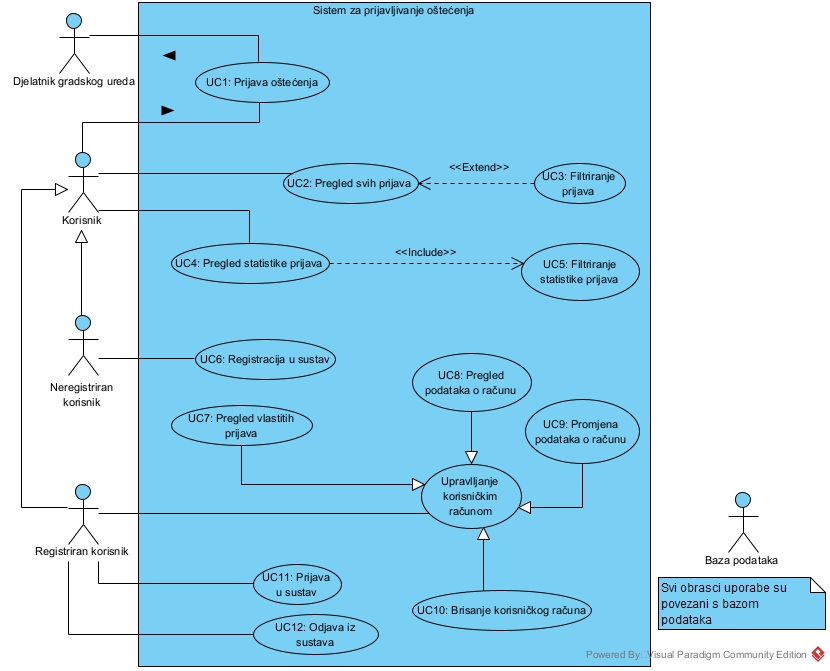 Sistem za prijavljivanje oštećenja
Djelatnik gradskog ureda
UC1: Prijava oštećenja
Korisnik
UC2: Pregled svih prijava
<<Extend>>
UC3: Filtriranje
prijava
UC4: Pregled statistike prijava
<<Include>>
UC5: Filtriranje
statistike prijava
Neregistriran
korisnik
UC6: Registracija u sustav
UC8: Pregled
podataka o računu
UC7: Pregled vlastitih
prijava
UC9: Promjena
podataka o računu
Upravlljanje
korisničkim
računom
Registriran korisnik
Baza podataka
UC11: Prijava
u sustav
UC10: Brisanje korisničkog računa
Svi obrasci uporabe su
povezani s bazom
podataka
UC12: Odjava iz
sustava
Powered By: Visual Paradigm Community Edition